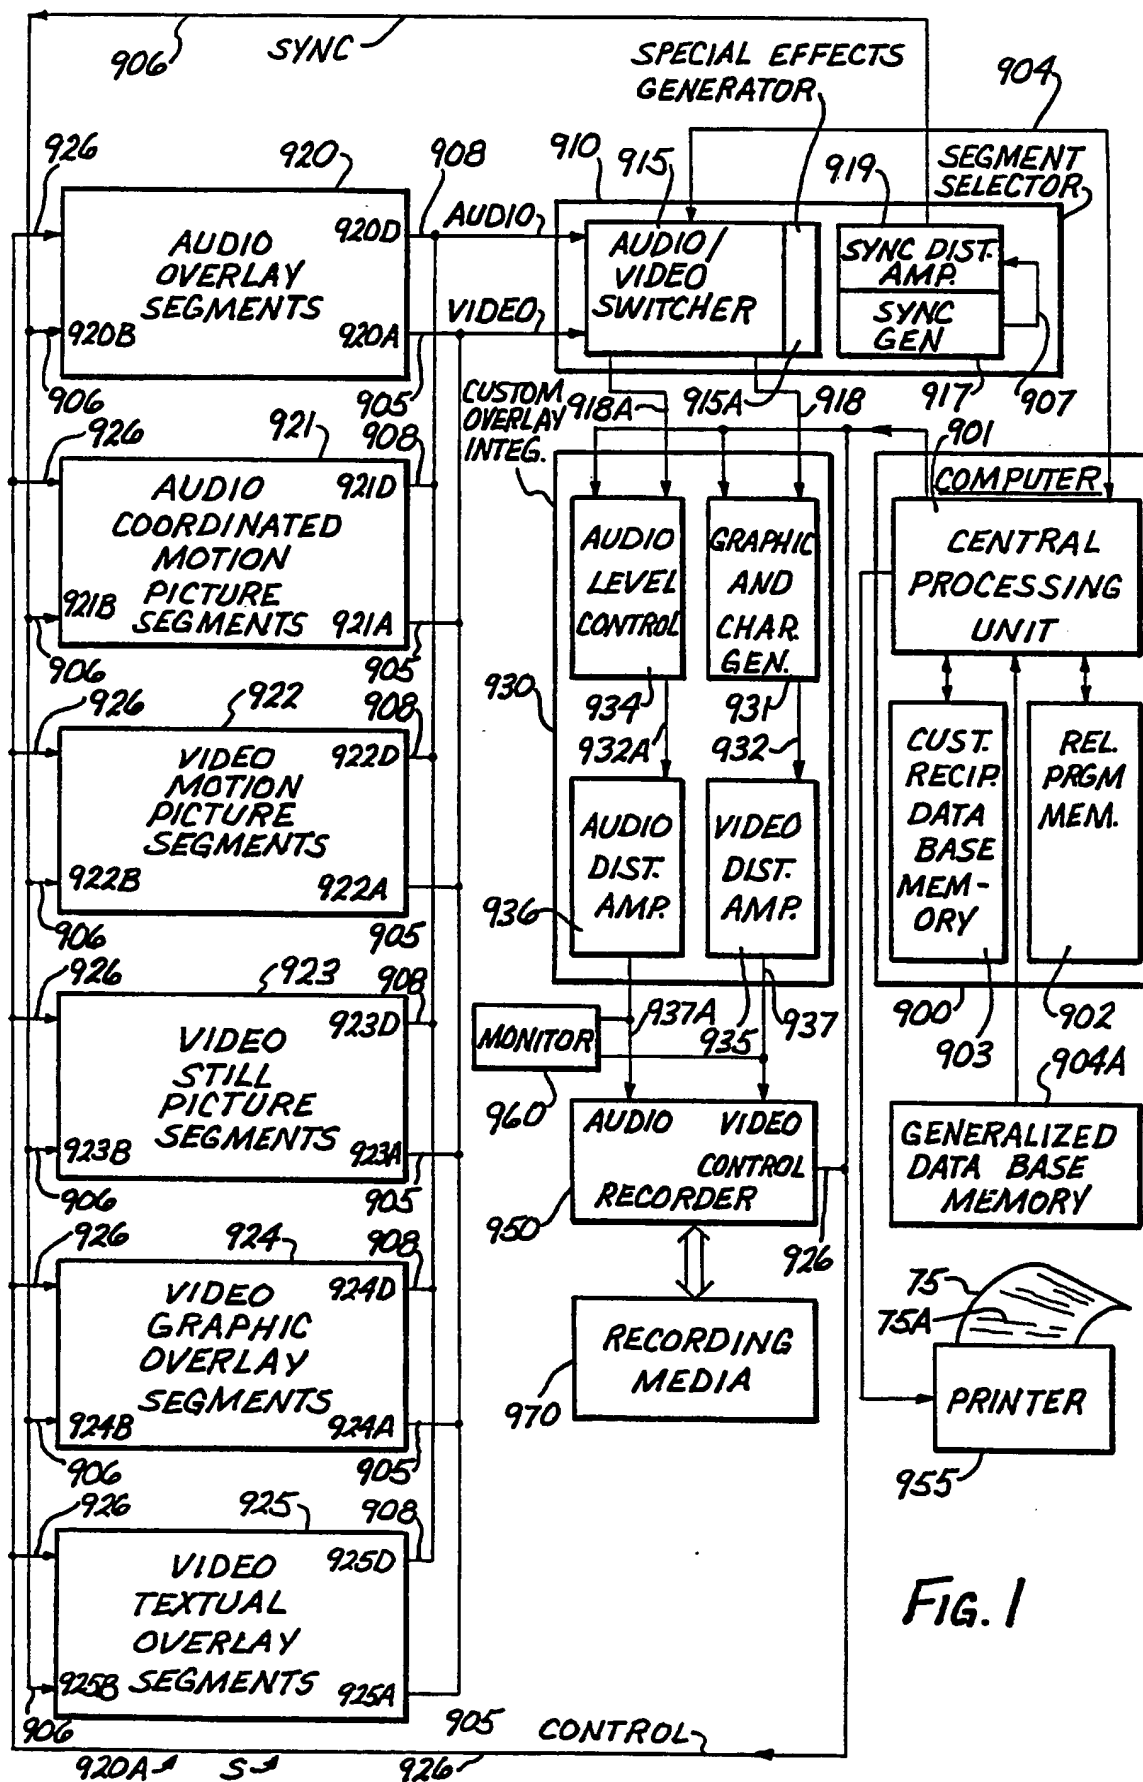 906
SYNC
SPECIAL EFFECTS
GENERATOR
904
926
920
908
910
915
919
SEGMENT
SELECTOR
AUDIO
OVERLAY
SEGMENTS
920D
920B
920A
AUDIO
VIDEO
AUDIO/
VIDEO
SWITCHER
SYNC DIST.
AMP.
SYNC
GEN
906
905
CUSTOM
OVERLAY
INTEG.
918A
915A
918
917
907
926
921
908
901
AUDIO
COORDINATED
MOTION
PICTURE
SEGMENTS
921D
921B
921A
906
905
AUDIO
LEVEL
CONTROL
GRAPHIC
AND
CHAR.
GEN.
COMPUTER
CENTRAL
PROCESSING
UNIT
930
934
931
932A
932
926
922
908
VIDEO
MOTION
PICTURE
SEGMENTS
922D
922B
922A
906
905
AUDIO
DIST.
AMP.
VIDEO
DIST.
AMP.
936
CUST.
RECIP.
DATA
BASE
MEM-
ORY
REL.
PRGM
MEM.
926
923
908
VIDEO
STILL
PICTURE
SEGMENTS
923D
923B
923A
906
905
MONITOR
937A
935
937
960
900
903
902
904A
AUDIO
VIDEO
CONTROL
RECORDER
950
926
GENERALIZED
DATA BASE
MEMORY
926
924
908
VIDEO
GRAPHIC
OVERLAY
SEGMENTS
924D
924B
924A
906
905
RECORDING
MEDIA
970
75
75A
PRINTER
955
926
925
908
VIDEO
TEXTUAL
OVERLAY
SEGMENTS
925D
925B
925A
906
905
CONTROL
920A
S
926
FIG. 1